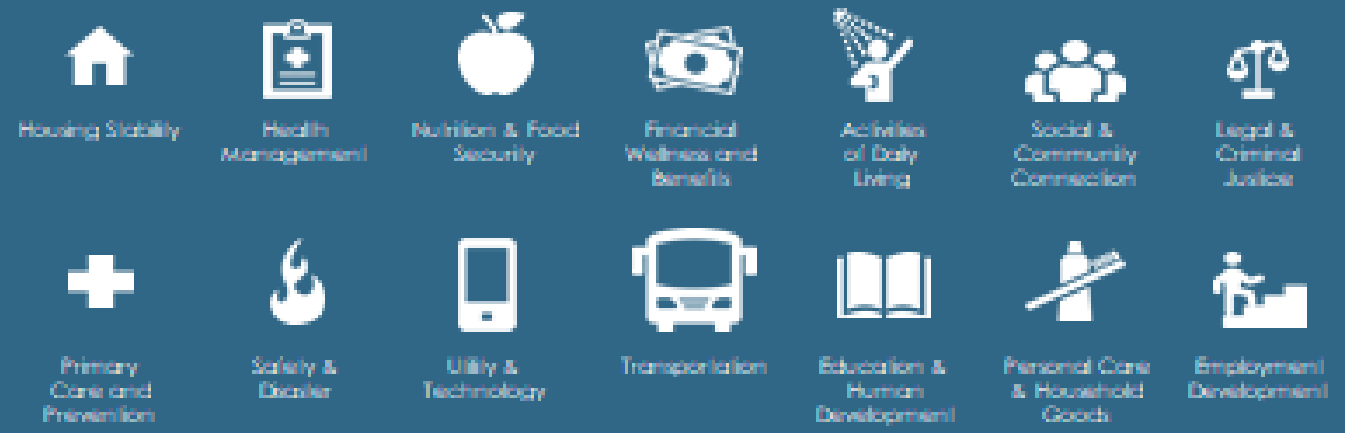 Housing Stability
Health
Management
Nutrition & Food
Security
Financial
Wellness and
Benefits
Activities
of Daily
Living
Social &
Community
Connection
Legal &
Criminal
Justice
Primary
Care and
Prevention
Safety &
Disaster
Utility &
Technology
Transportation
Education &
Human
Development
Personal Care
& Household
Goods
Employment
Development